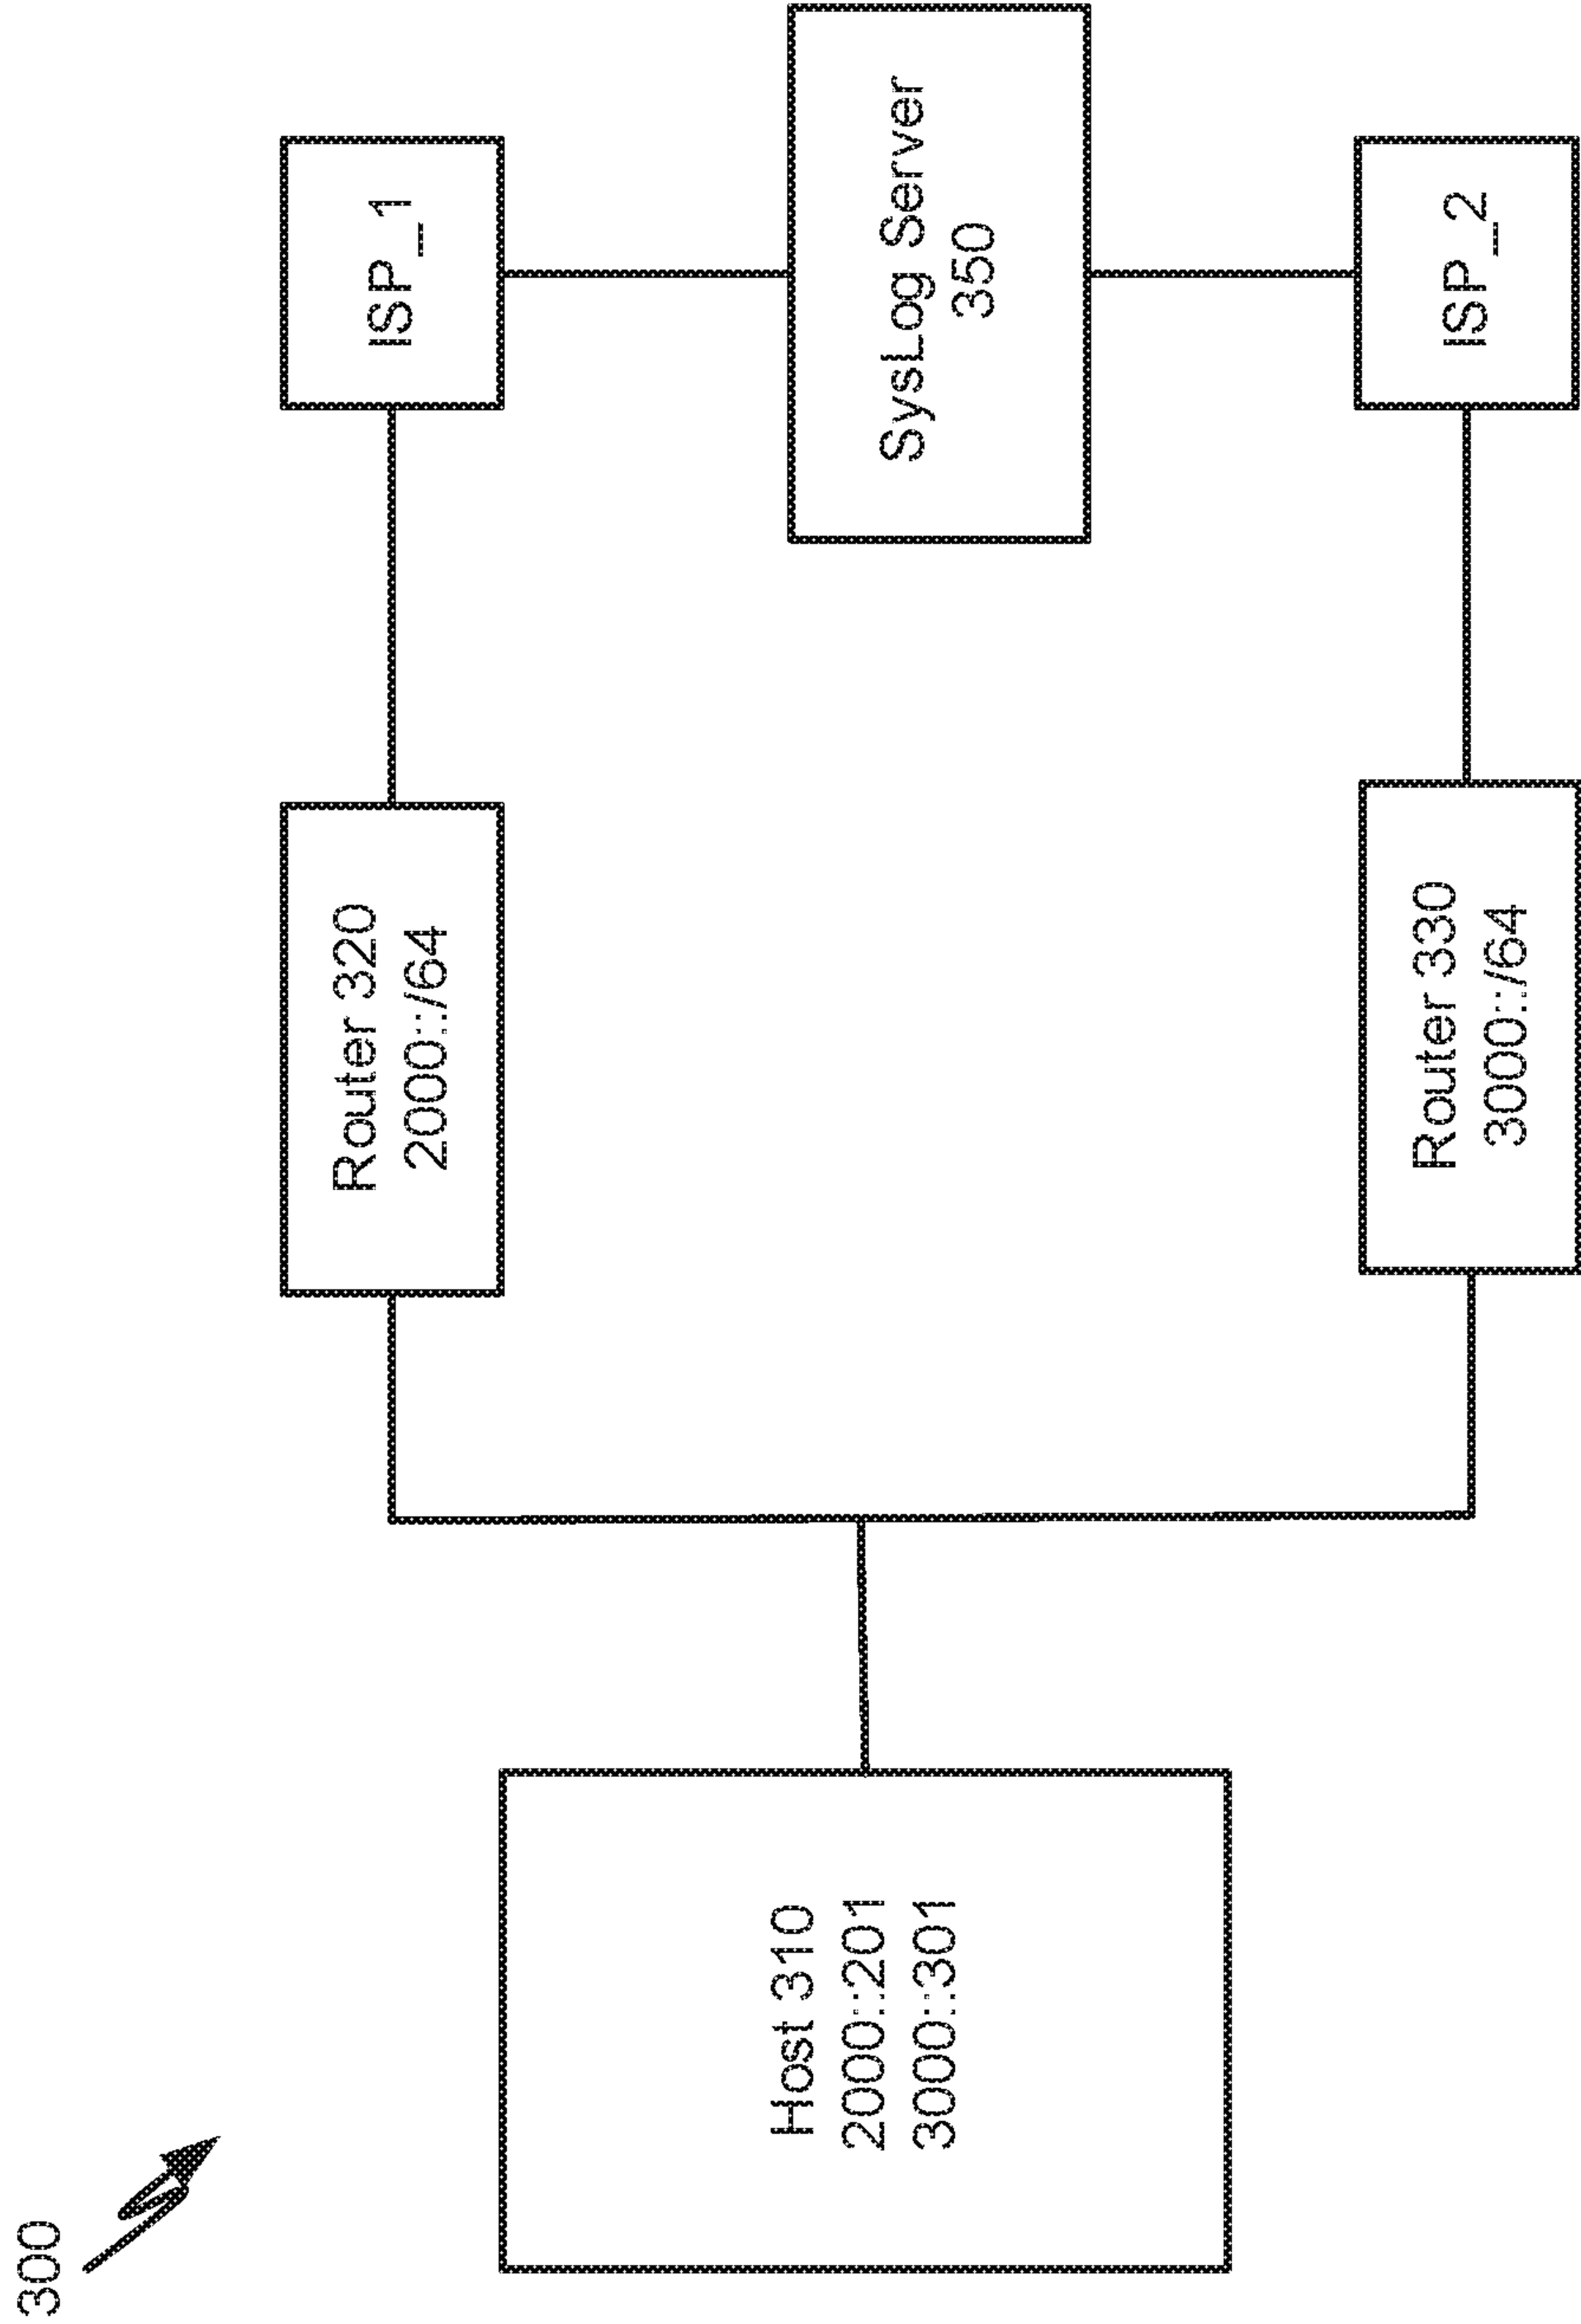 300
Host 310
2000::201
3000::301
Router 320
2000::/64
Router 330
3000::/64
ISP_1
SysLog Server
350
ISP_2